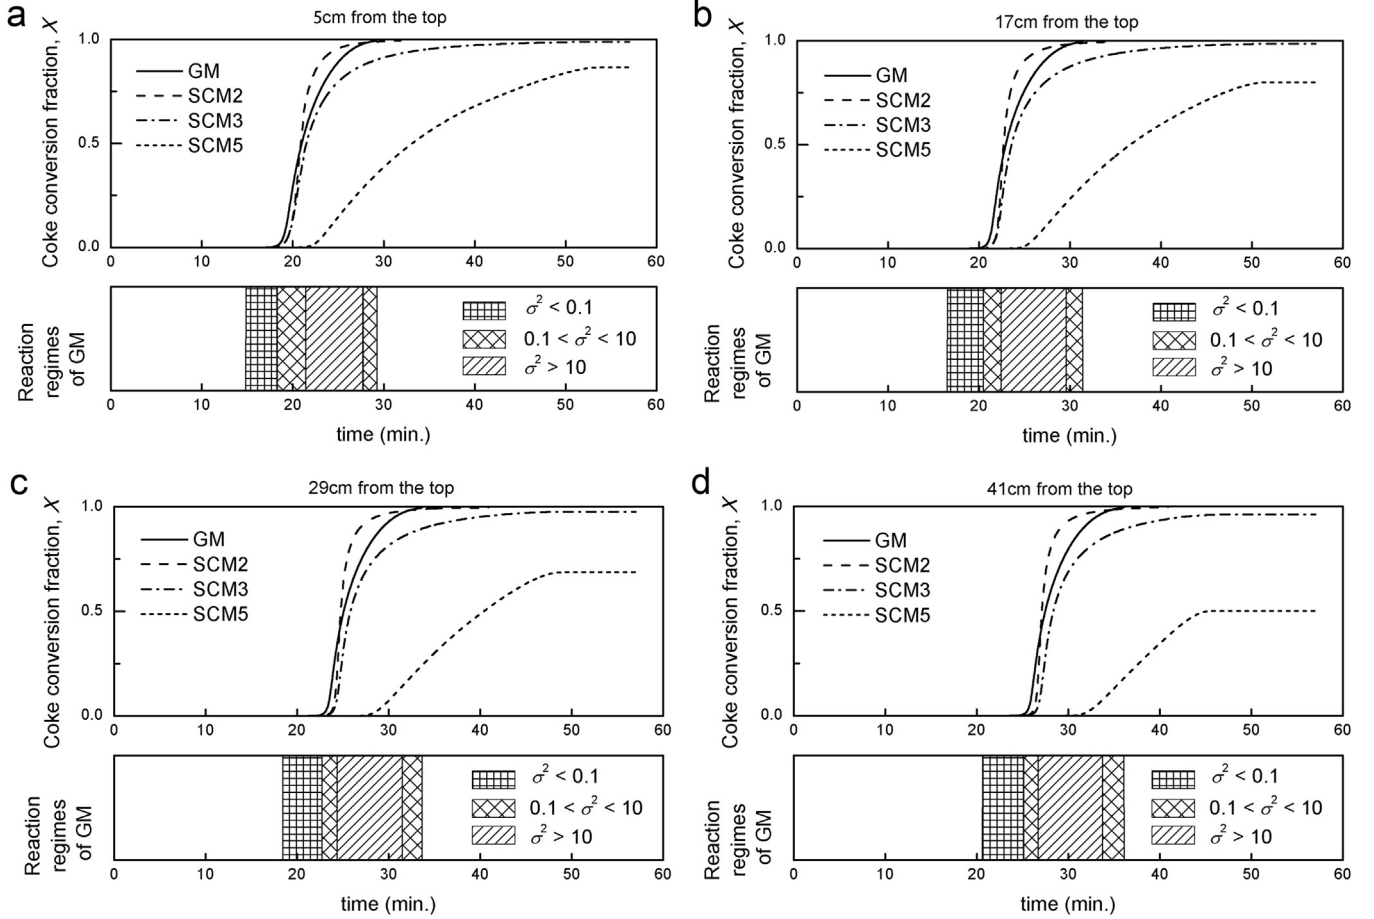 a
5cm from the top
Coke conversion fraction, X
1.0
0.5
0.0
GM
SCM2
SCM3
SCM5
0 10 20 30 40 50 60
Reaction
regimes
of GM
σ² < 0.1
0.1 < σ² < 10
σ² > 10
0 10 20 30 40 50 60
time (min.)
b
17cm from the top
Coke conversion fraction, X
1.0
0.5
0.0
GM
SCM2
SCM3
SCM5
0 10 20 30 40 50 60
Reaction
regimes
of GM
σ² < 0.1
0.1 < σ² < 10
σ² > 10
0 10 20 30 40 50 60
time (min.)
c
29cm from the top
Coke conversion fraction, X
1.0
0.5
0.0
GM
SCM2
SCM3
SCM5
0 10 20 30 40 50 60
Reaction
regimes
of GM
σ² < 0.1
0.1 < σ² < 10
σ² > 10
0 10 20 30 40 50 60
time (min.)
d
41cm from the top
Coke conversion fraction, X
1.0
0.5
0.0
GM
SCM2
SCM3
SCM5
0 10 20 30 40 50 60
Reaction
regimes
of GM
σ² < 0.1
0.1 < σ² < 10
σ² > 10
0 10 20 30 40 50 60
time (min.)